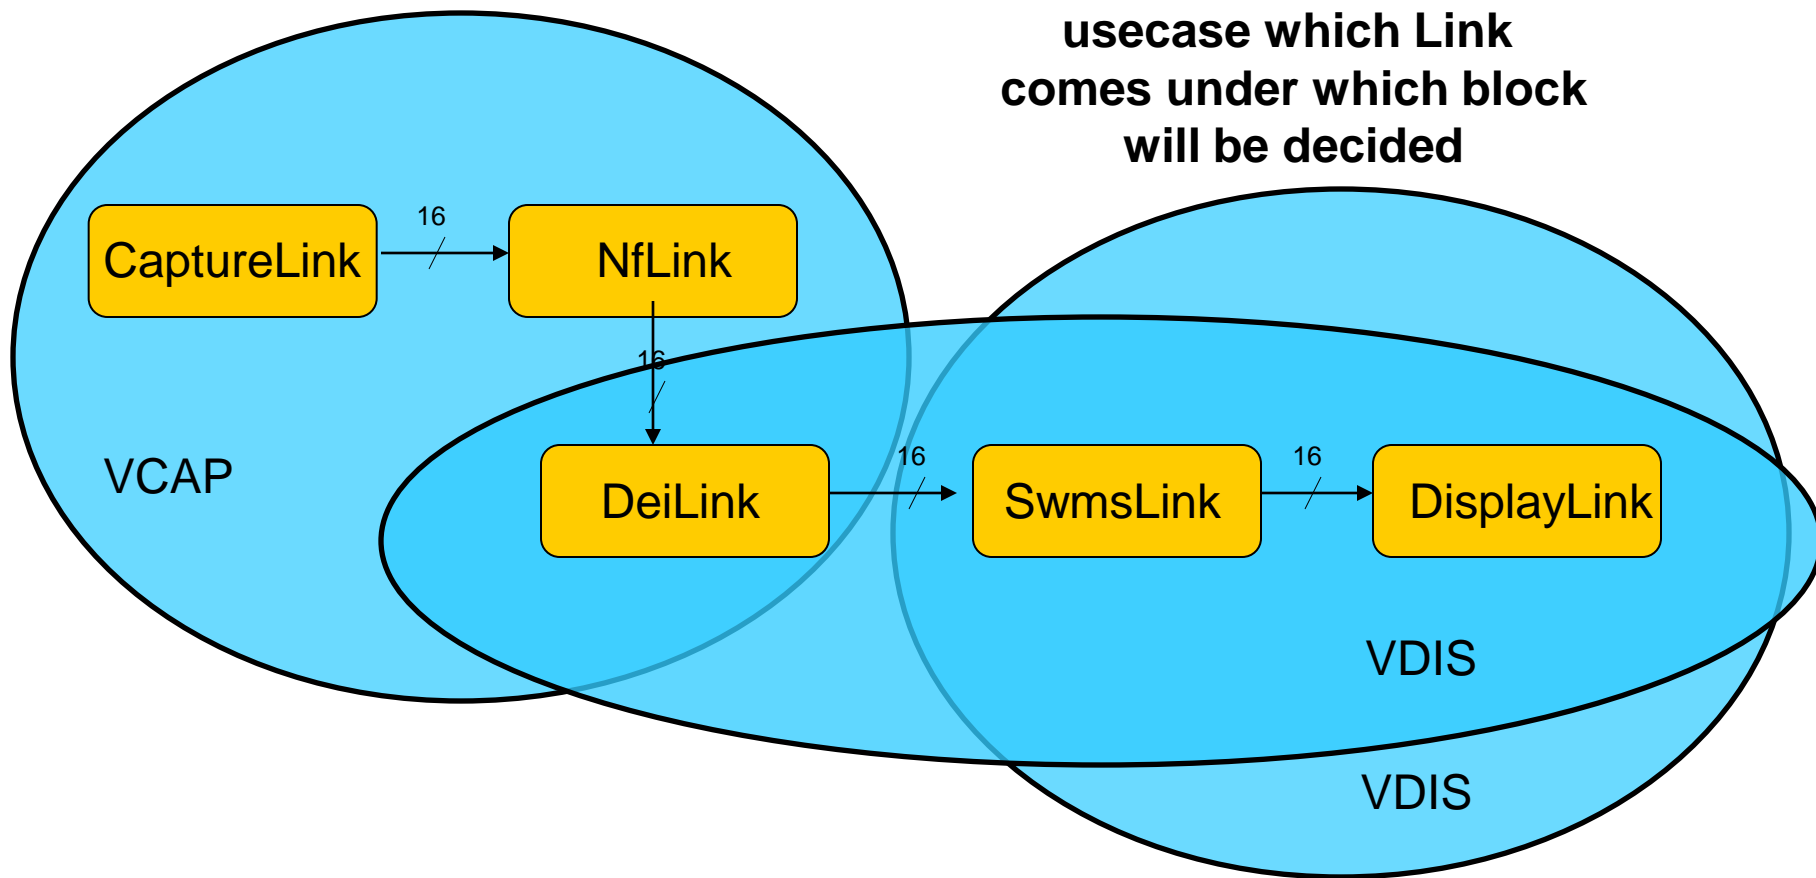 usecase which Link
comes under which block
will be decided
16
CaptureLink
NfLink
16
VCAP
16
16
DeiLink
SwmsLink
DisplayLink
VDIS
VDIS